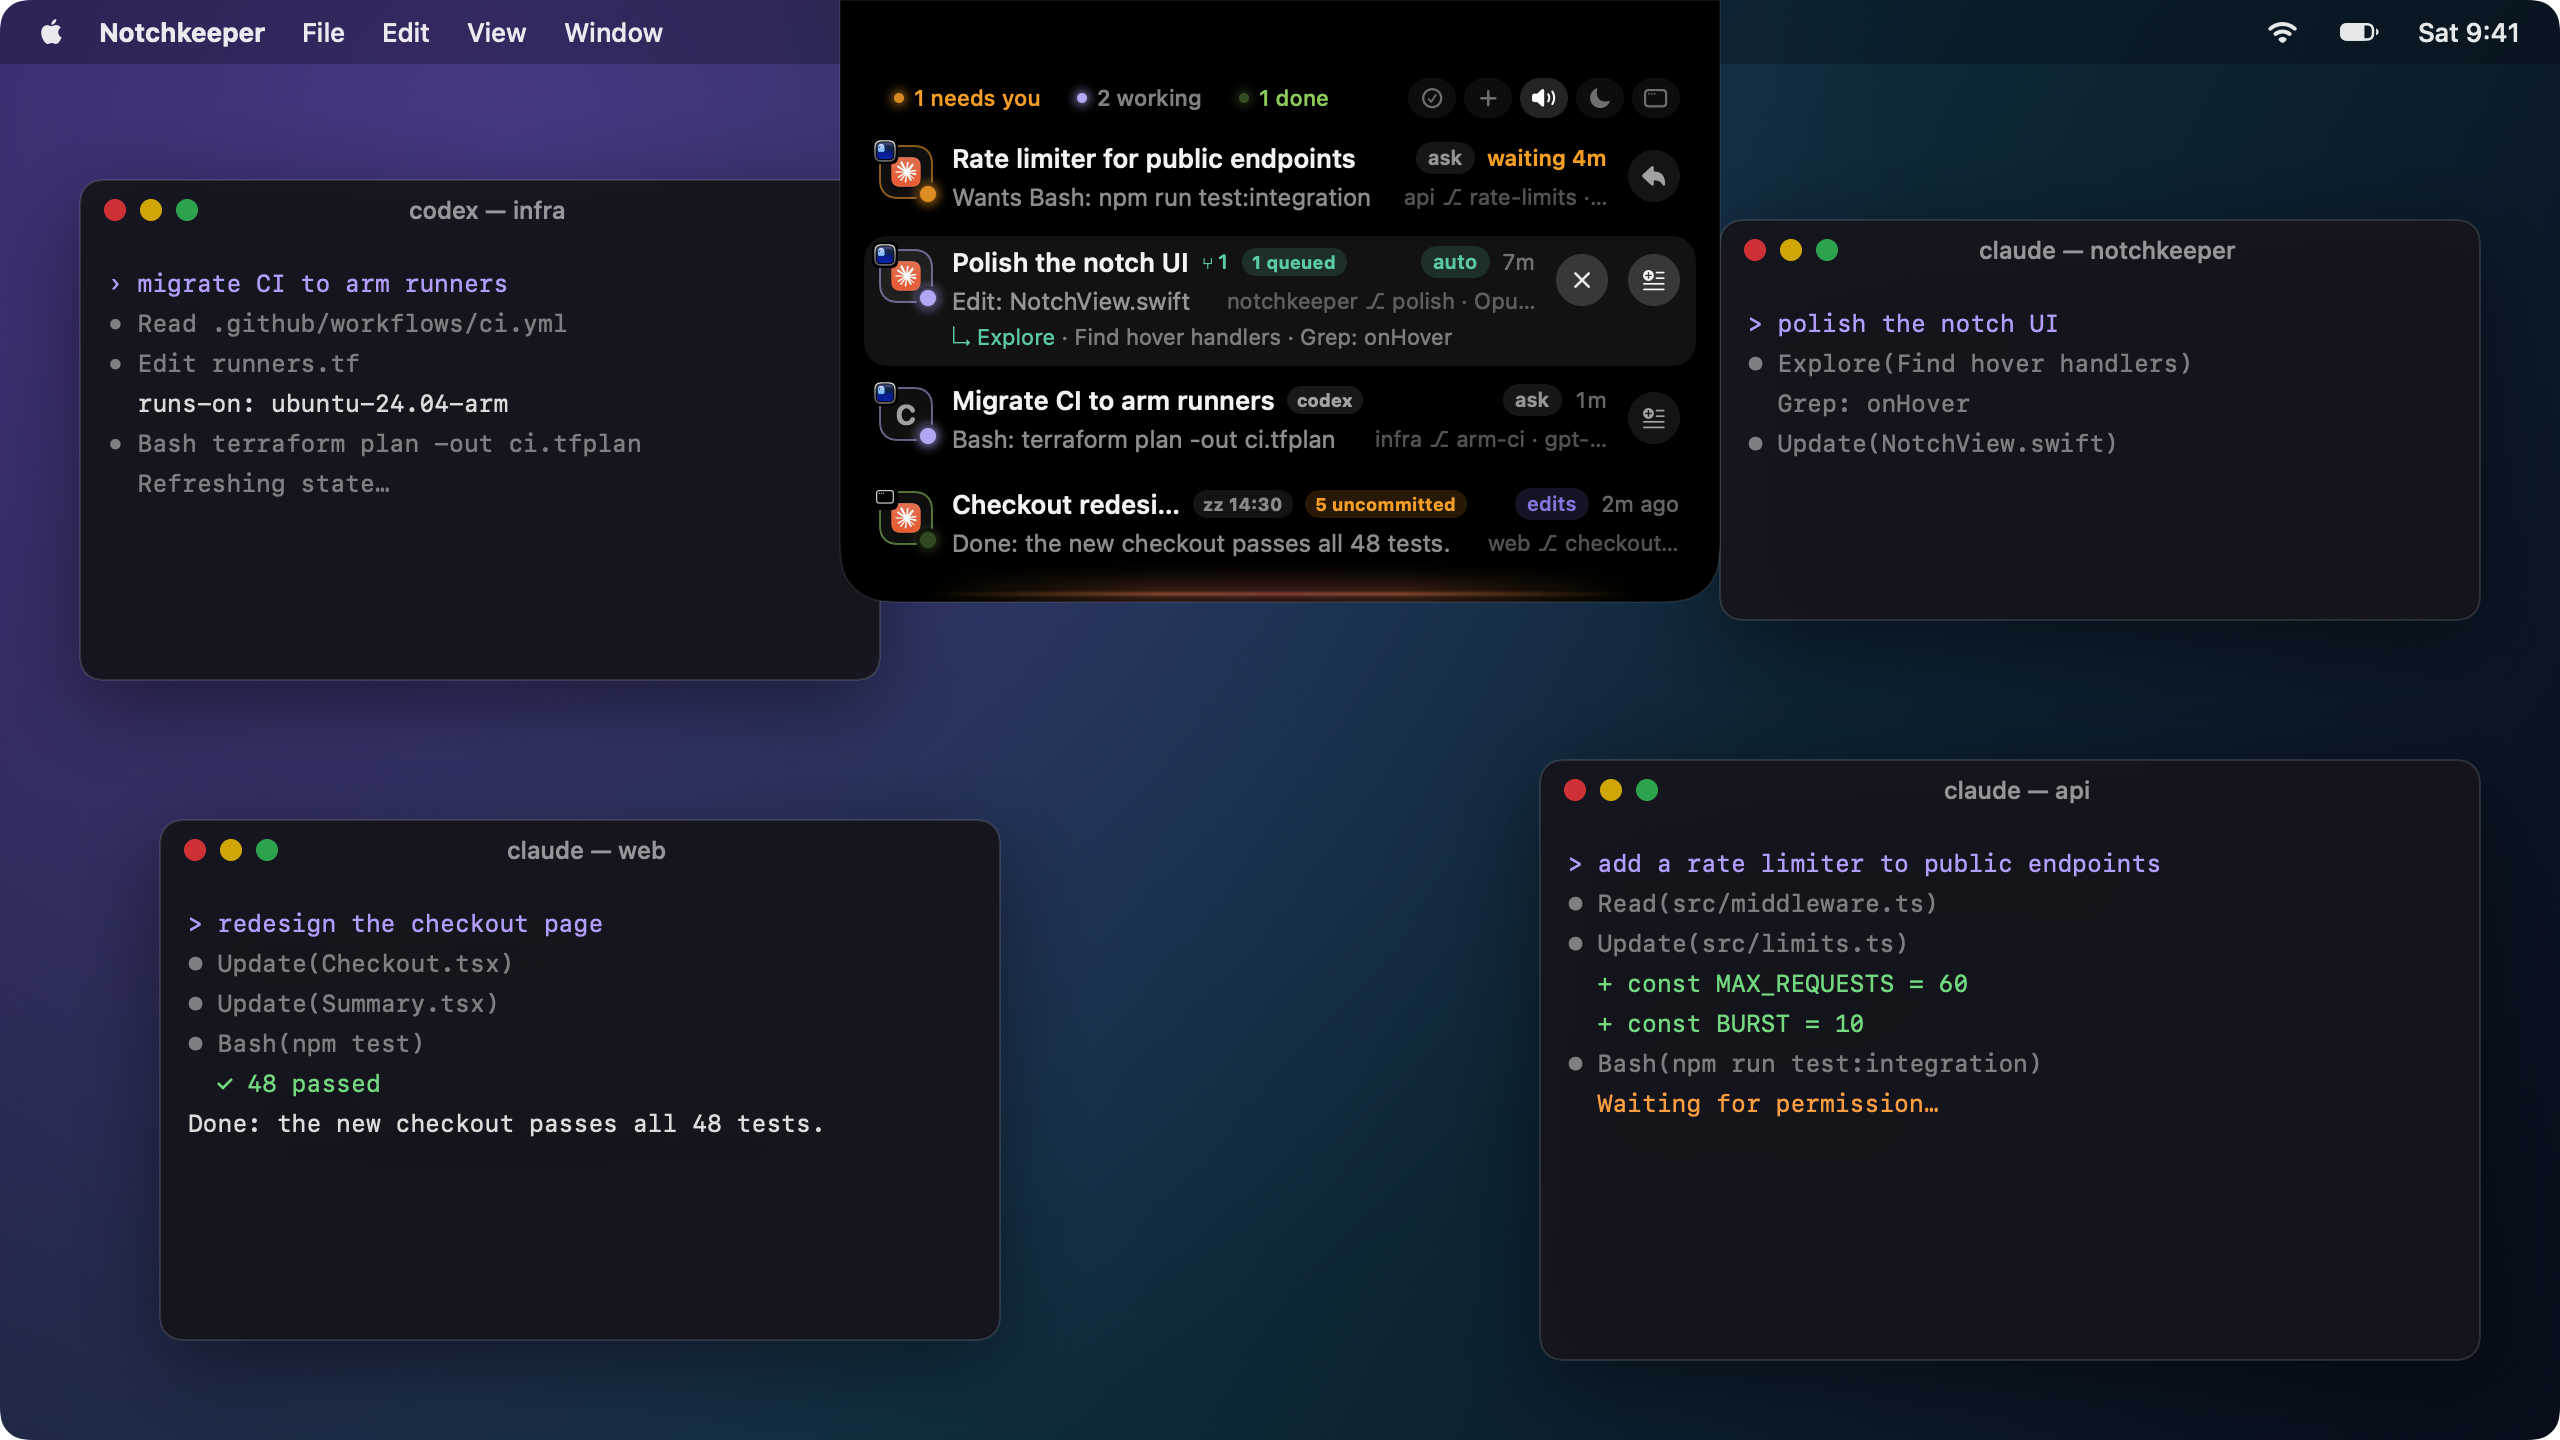 Notchkeeper File Edit View Window
Sat 9:41
1 needs you 2 working 1 done
Rate limiter for public endpoints ask waiting 4m
Wants Bash: npm run test:integration api ⌥ rate-limits ·…
Polish the notch UI 1 1 queued auto 7m
Edit: NotchView.swift notchkeeper ⌥ polish · Opu…
Explore · Find hover handlers · Grep: onHover
C Migrate CI to arm runners codex ask 1m
Bash: terraform plan -out ci.tfplan infra ⌥ arm-ci · gpt-…
Checkout redesi… zz 14:30 5 uncommitted edits 2m ago
Done: the new checkout passes all 48 tests. web ⌥ checkout…
codex — infra
› migrate CI to arm runners
● Read .github/workflows/ci.yml
● Edit runners.tf
runs-on: ubuntu-24.04-arm
● Bash terraform plan -out ci.tfplan
Refreshing state…
claude — notchkeeper
> polish the notch UI
● Explore(Find hover handlers)
Grep: onHover
● Update(NotchView.swift)
claude — web
> redesign the checkout page
● Update(Checkout.tsx)
● Update(Summary.tsx)
● Bash(npm test)
✓ 48 passed
Done: the new checkout passes all 48 tests.
claude — api
> add a rate limiter to public endpoints
● Read(src/middleware.ts)
● Update(src/limits.ts)
+ const MAX_REQUESTS = 60
+ const BURST = 10
● Bash(npm run test:integration)
Waiting for permission…